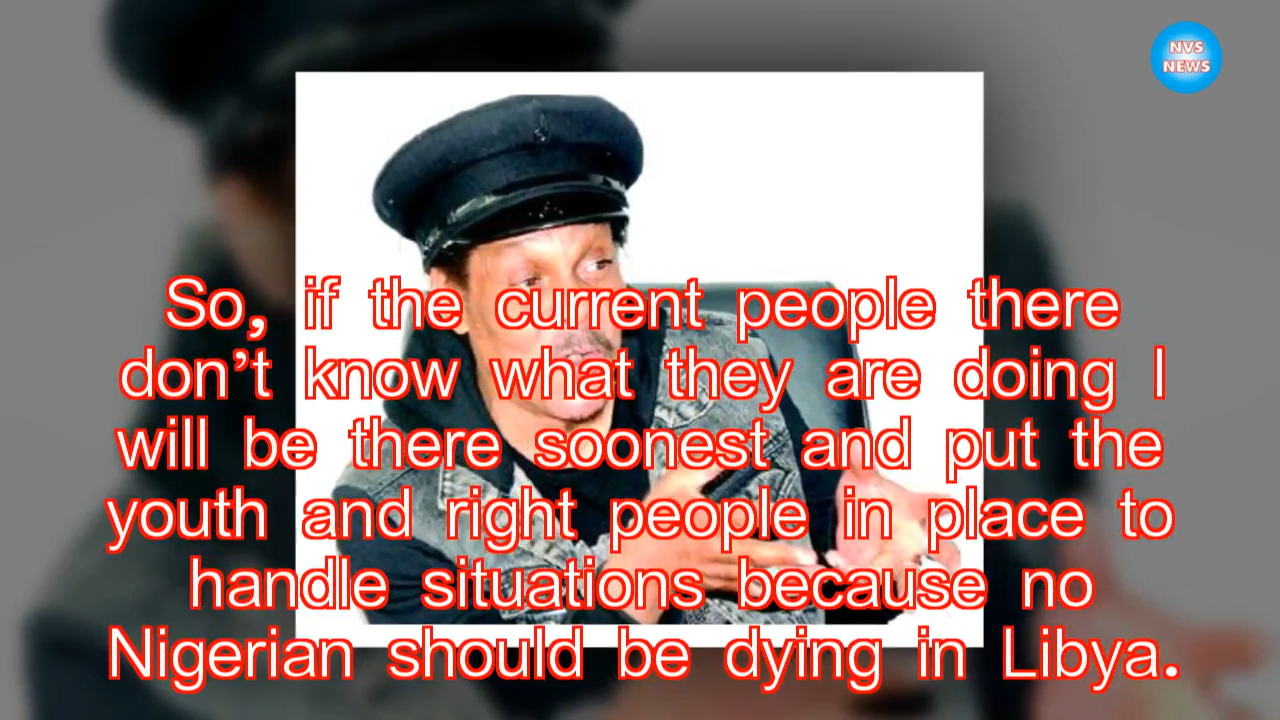 NVS
NEWS
So, if the current people there
don’t know what they are doing I
will be there soonest and put the
youth and right people in place to
handle situations because no
Nigerian should be dying in Libya.